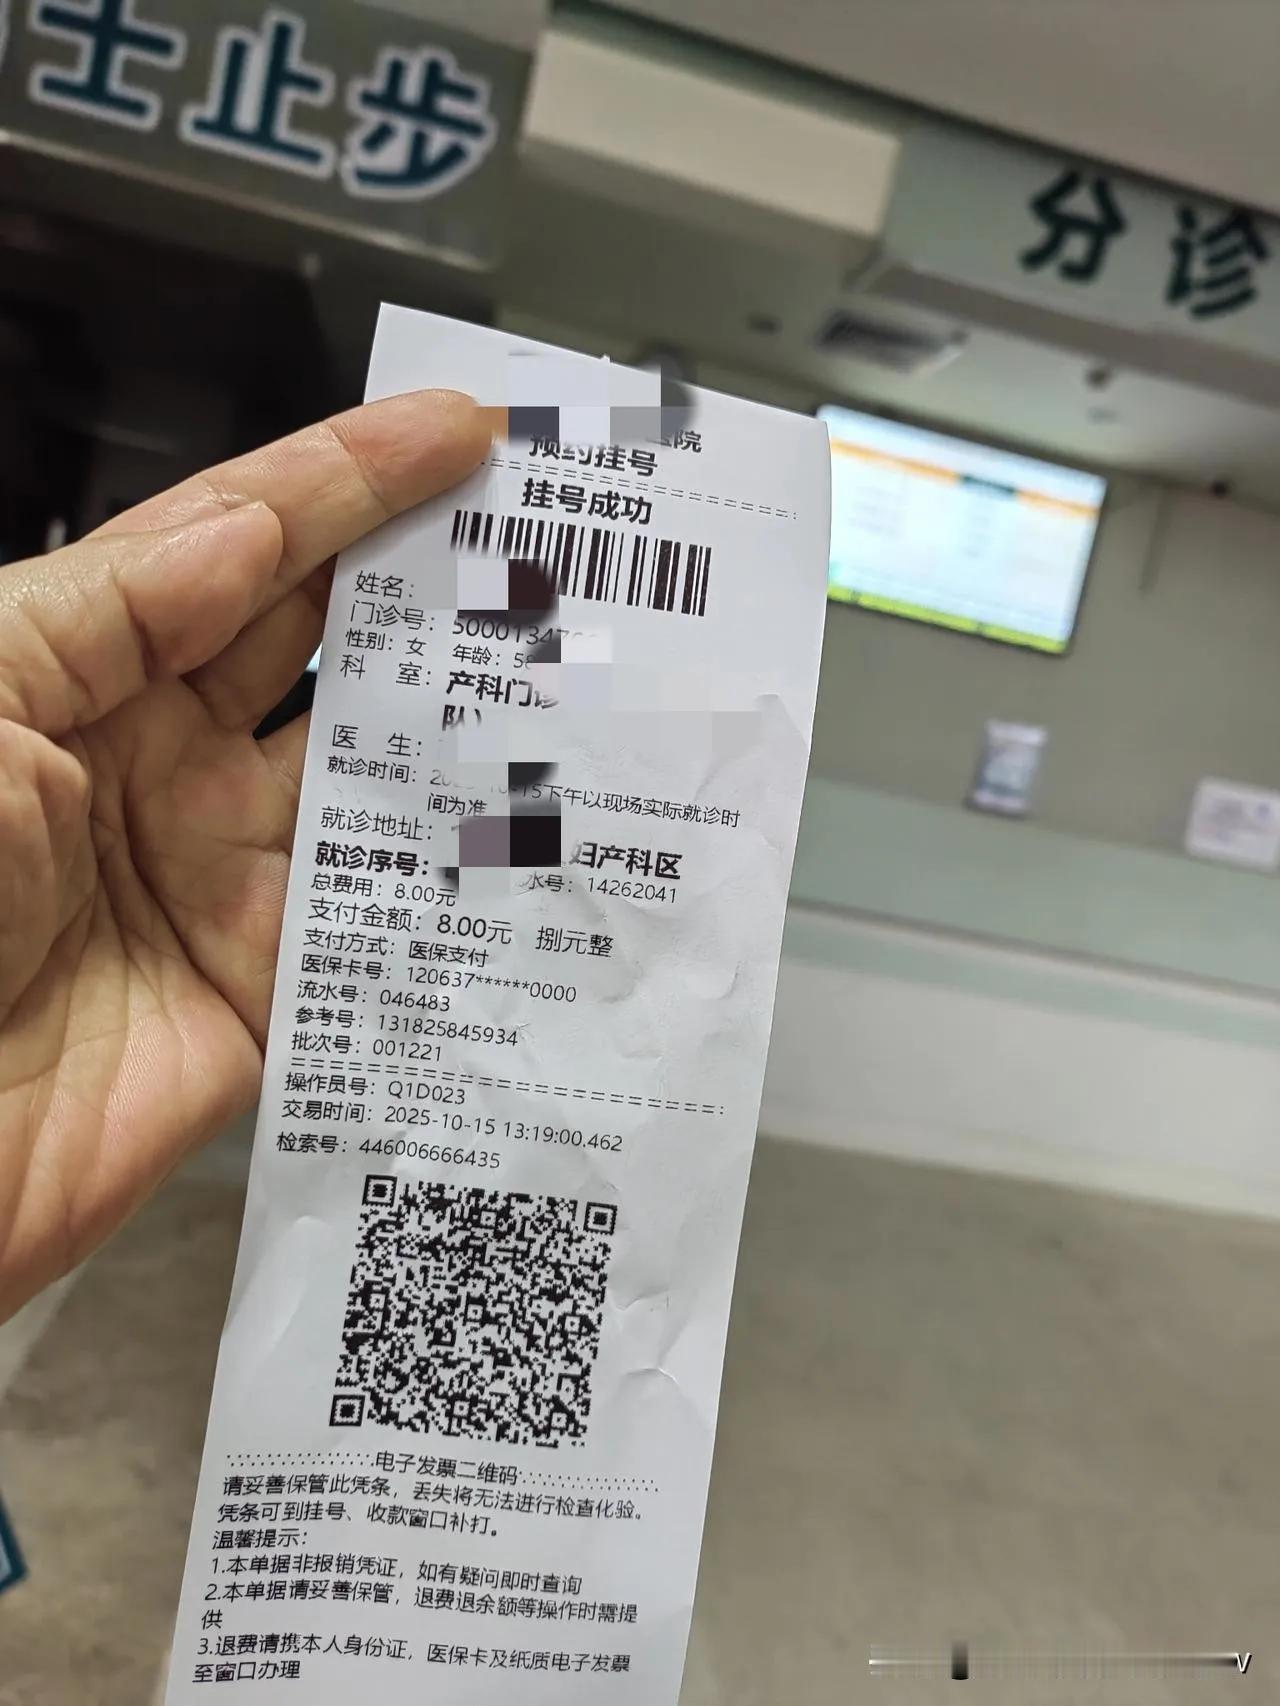 士止步
分诊
预约挂号
挂号成功
姓名:
门诊号:
性别: 女 年龄: 58
科 室: 产科门诊
队)
医 生:
就诊时间: 下午以现场实际就诊时
间为准
就诊地址: 妇产科区
就诊序号:
总费用: 8.00元 水号: 14262041
支付金额: 8.00元 捌元整
支付方式: 医保支付
医保卡号: 120637******0000
流水号: 046483
参考号: 131825845934
批次号: 001221
操作员号: Q1D023
交易时间: 2025-10-15 13:19:00.462
检索号: 446006666435
电子发票二维码
请妥善保管此凭条, 丢失将无法进行检查化验。
凭条可到挂号、收款窗口补打。
温馨提示:
1.本单据非报销凭证, 如有疑问即时查询
2.本单据请妥善保管, 退费退余额等操作时需提
供
3.退费请携本人身份证, 医保卡及纸质电子发票
至窗口办理